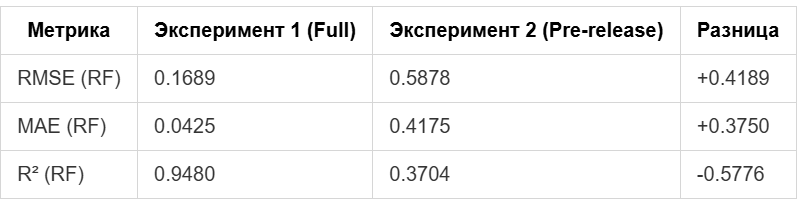 Метрика Эксперимент 1 (Full) Эксперимент 2 (Pre-release) Разница
RMSE (RF) 0.1689 0.5878 +0.4189
MAE (RF) 0.0425 0.4175 +0.3750
R² (RF) 0.9480 0.3704 -0.5776